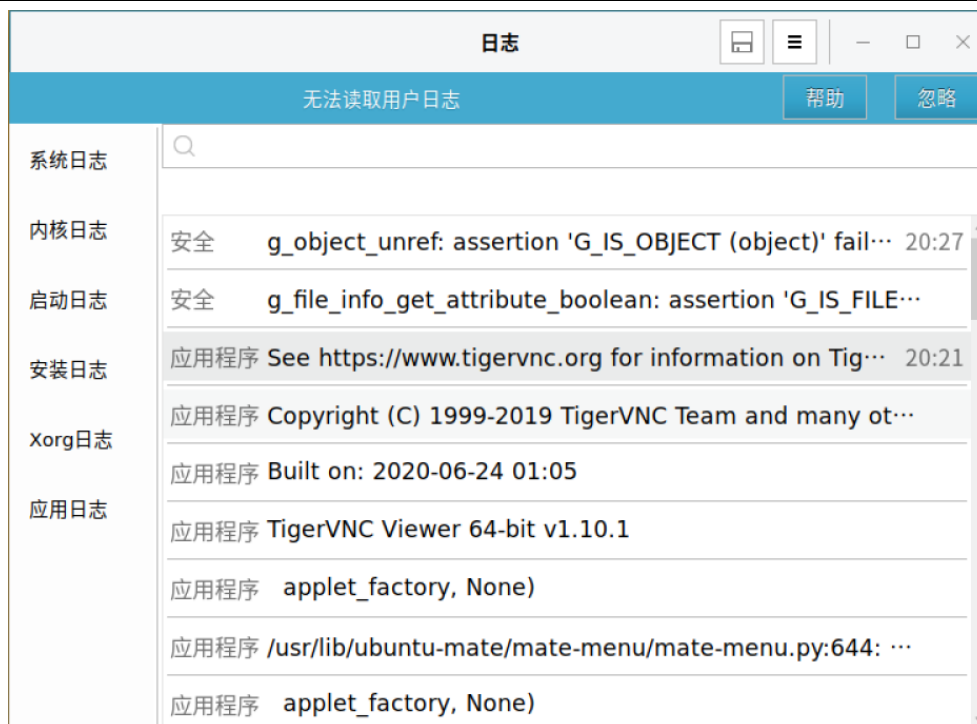 日志
无法读取用户日志 帮助 忽略
系统日志
内核日志
启动日志
安装日志
Xorg日志
应用日志
安全 g_object_unref: assertion 'G_IS_OBJECT (object)' fail… 20:27
安全 g_file_info_get_attribute_boolean: assertion 'G_IS_FILE…
应用程序 See https://www.tigervnc.org for information on Tig… 20:21
应用程序 Copyright (C) 1999-2019 TigerVNC Team and many ot…
应用程序 Built on: 2020-06-24 01:05
应用程序 TigerVNC Viewer 64-bit v1.10.1
应用程序 applet_factory, None)
应用程序 /usr/lib/ubuntu-mate/mate-menu/mate-menu.py:644: …
应用程序 applet_factory, None)